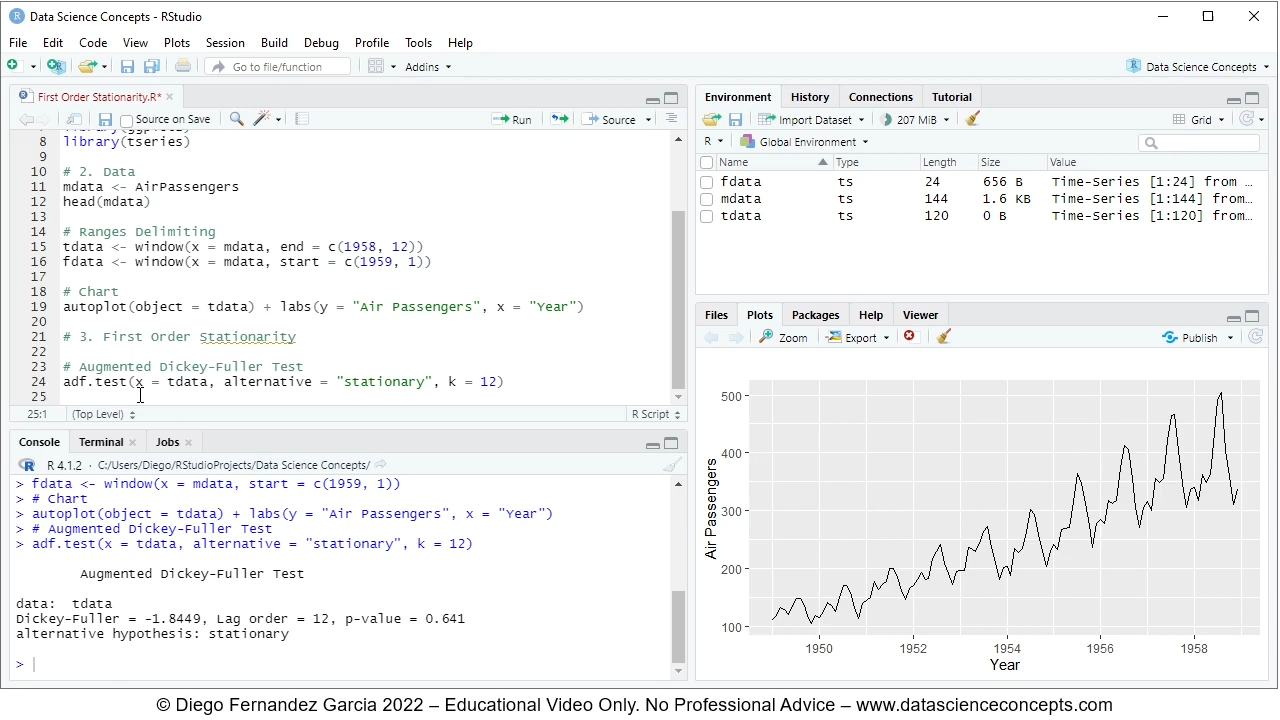 Data Science Concepts - RStudio
File Edit Code View Plots Session Build Debug Profile Tools Help
Go to file/function Addins Data Science Concepts
First Order Stationarity.R*
Source on Save Run Source
8 library(tseries)
9
10 # 2. Data
11 mdata <- AirPassengers
12 head(mdata)
13
14 # Ranges Delimiting
15 tdata <- window(x = mdata, end = c(1958, 12))
16 fdata <- window(x = mdata, start = c(1959, 1))
17
18 # Chart
19 autoplot(object = tdata) + labs(y = "Air Passengers", x = "Year")
20
21 # 3. First Order Stationarity
22
23 # Augmented Dickey-Fuller Test
24 adf.test(x = tdata, alternative = "stationary", k = 12)
25
25:1 (Top Level) R Script
Console Terminal Jobs
R 4.1.2 · C:/Users/Diego/RStudioProjects/Data Science Concepts/
> fdata <- window(x = mdata, start = c(1959, 1))
> # Chart
> autoplot(object = tdata) + labs(y = "Air Passengers", x = "Year")
> # Augmented Dickey-Fuller Test
> adf.test(x = tdata, alternative = "stationary", k = 12)
Augmented Dickey-Fuller Test
data: tdata
Dickey-Fuller = -1.8449, Lag order = 12, p-value = 0.641
alternative hypothesis: stationary
>
Environment History Connections Tutorial
Import Dataset 207 MiB Grid
R Global Environment
Name Type Length Size Value
fdata ts 24 656 B Time-Series [1:24] from …
mdata ts 144 1.6 KB Time-Series [1:144] from…
tdata ts 120 0 B Time-Series [1:120] from…
Files Plots Packages Help Viewer
Zoom Export Publish
500
400
300
200
100
Air Passengers
1950 1952 1954 1956 1958
Year
© Diego Fernandez Garcia 2022 – Educational Video Only. No Professional Advice – www.datascienceconcepts.com